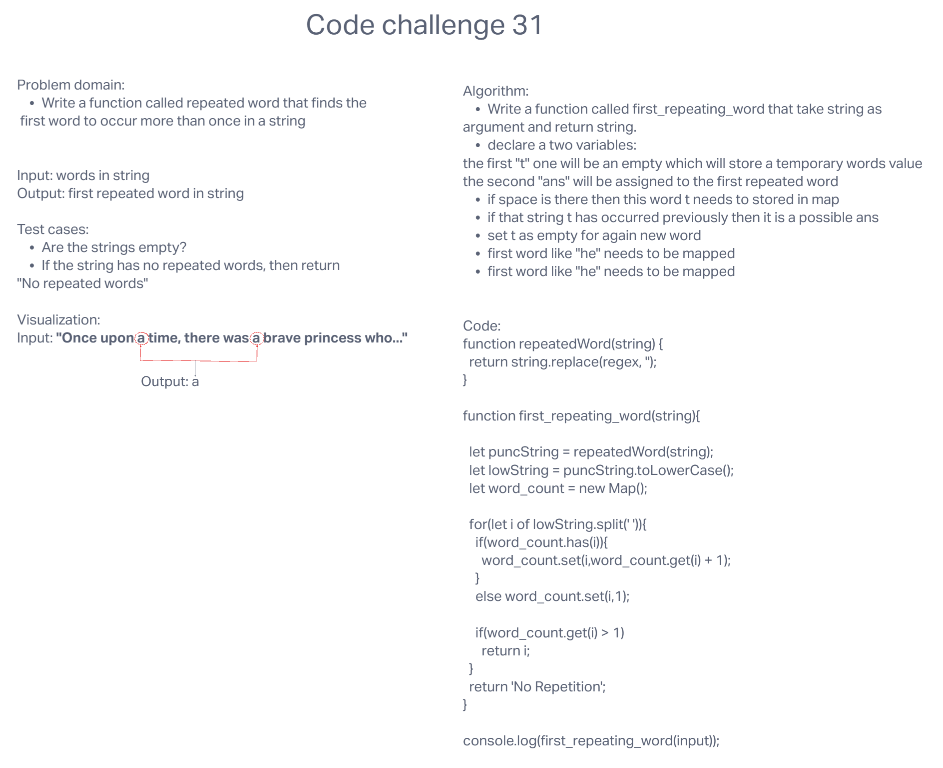 Code challenge 31
Problem domain:
• Write a function called repeated word that finds the
first word to occur more than once in a string
Input: words in string
Output: first repeated word in string
Test cases:
• Are the strings empty?
• If the string has no repeated words, then return
"No repeated words"
Visualization:
Input: "Once upon a time, there was a brave princess who..."
Output: a
Algorithm:
• Write a function called first_repeating_word that take string as
argument and return string.
• declare a two variables:
the first "t" one will be an empty which will store a temporary words value
the second "ans" will be assigned to the first repeated word
• if space is there then this word t needs to stored in map
• if that string t has occurred previously then it is a possible ans
• set t as empty for again new word
• first word like "he" needs to be mapped
• first word like "he" needs to be mapped
Code:
function repeatedWord(string) {
return string.replace(regex, '');
}
function first_repeating_word(string){
let puncString = repeatedWord(string);
let lowString = puncString.toLowerCase();
let word_count = new Map();
for(let i of lowString.split(' ')){
if(word_count.has(i)){
word_count.set(i,word_count.get(i) + 1);
}
else word_count.set(i,1);
if(word_count.get(i) > 1)
return i;
}
return 'No Repetition';
}
console.log(first_repeating_word(input));